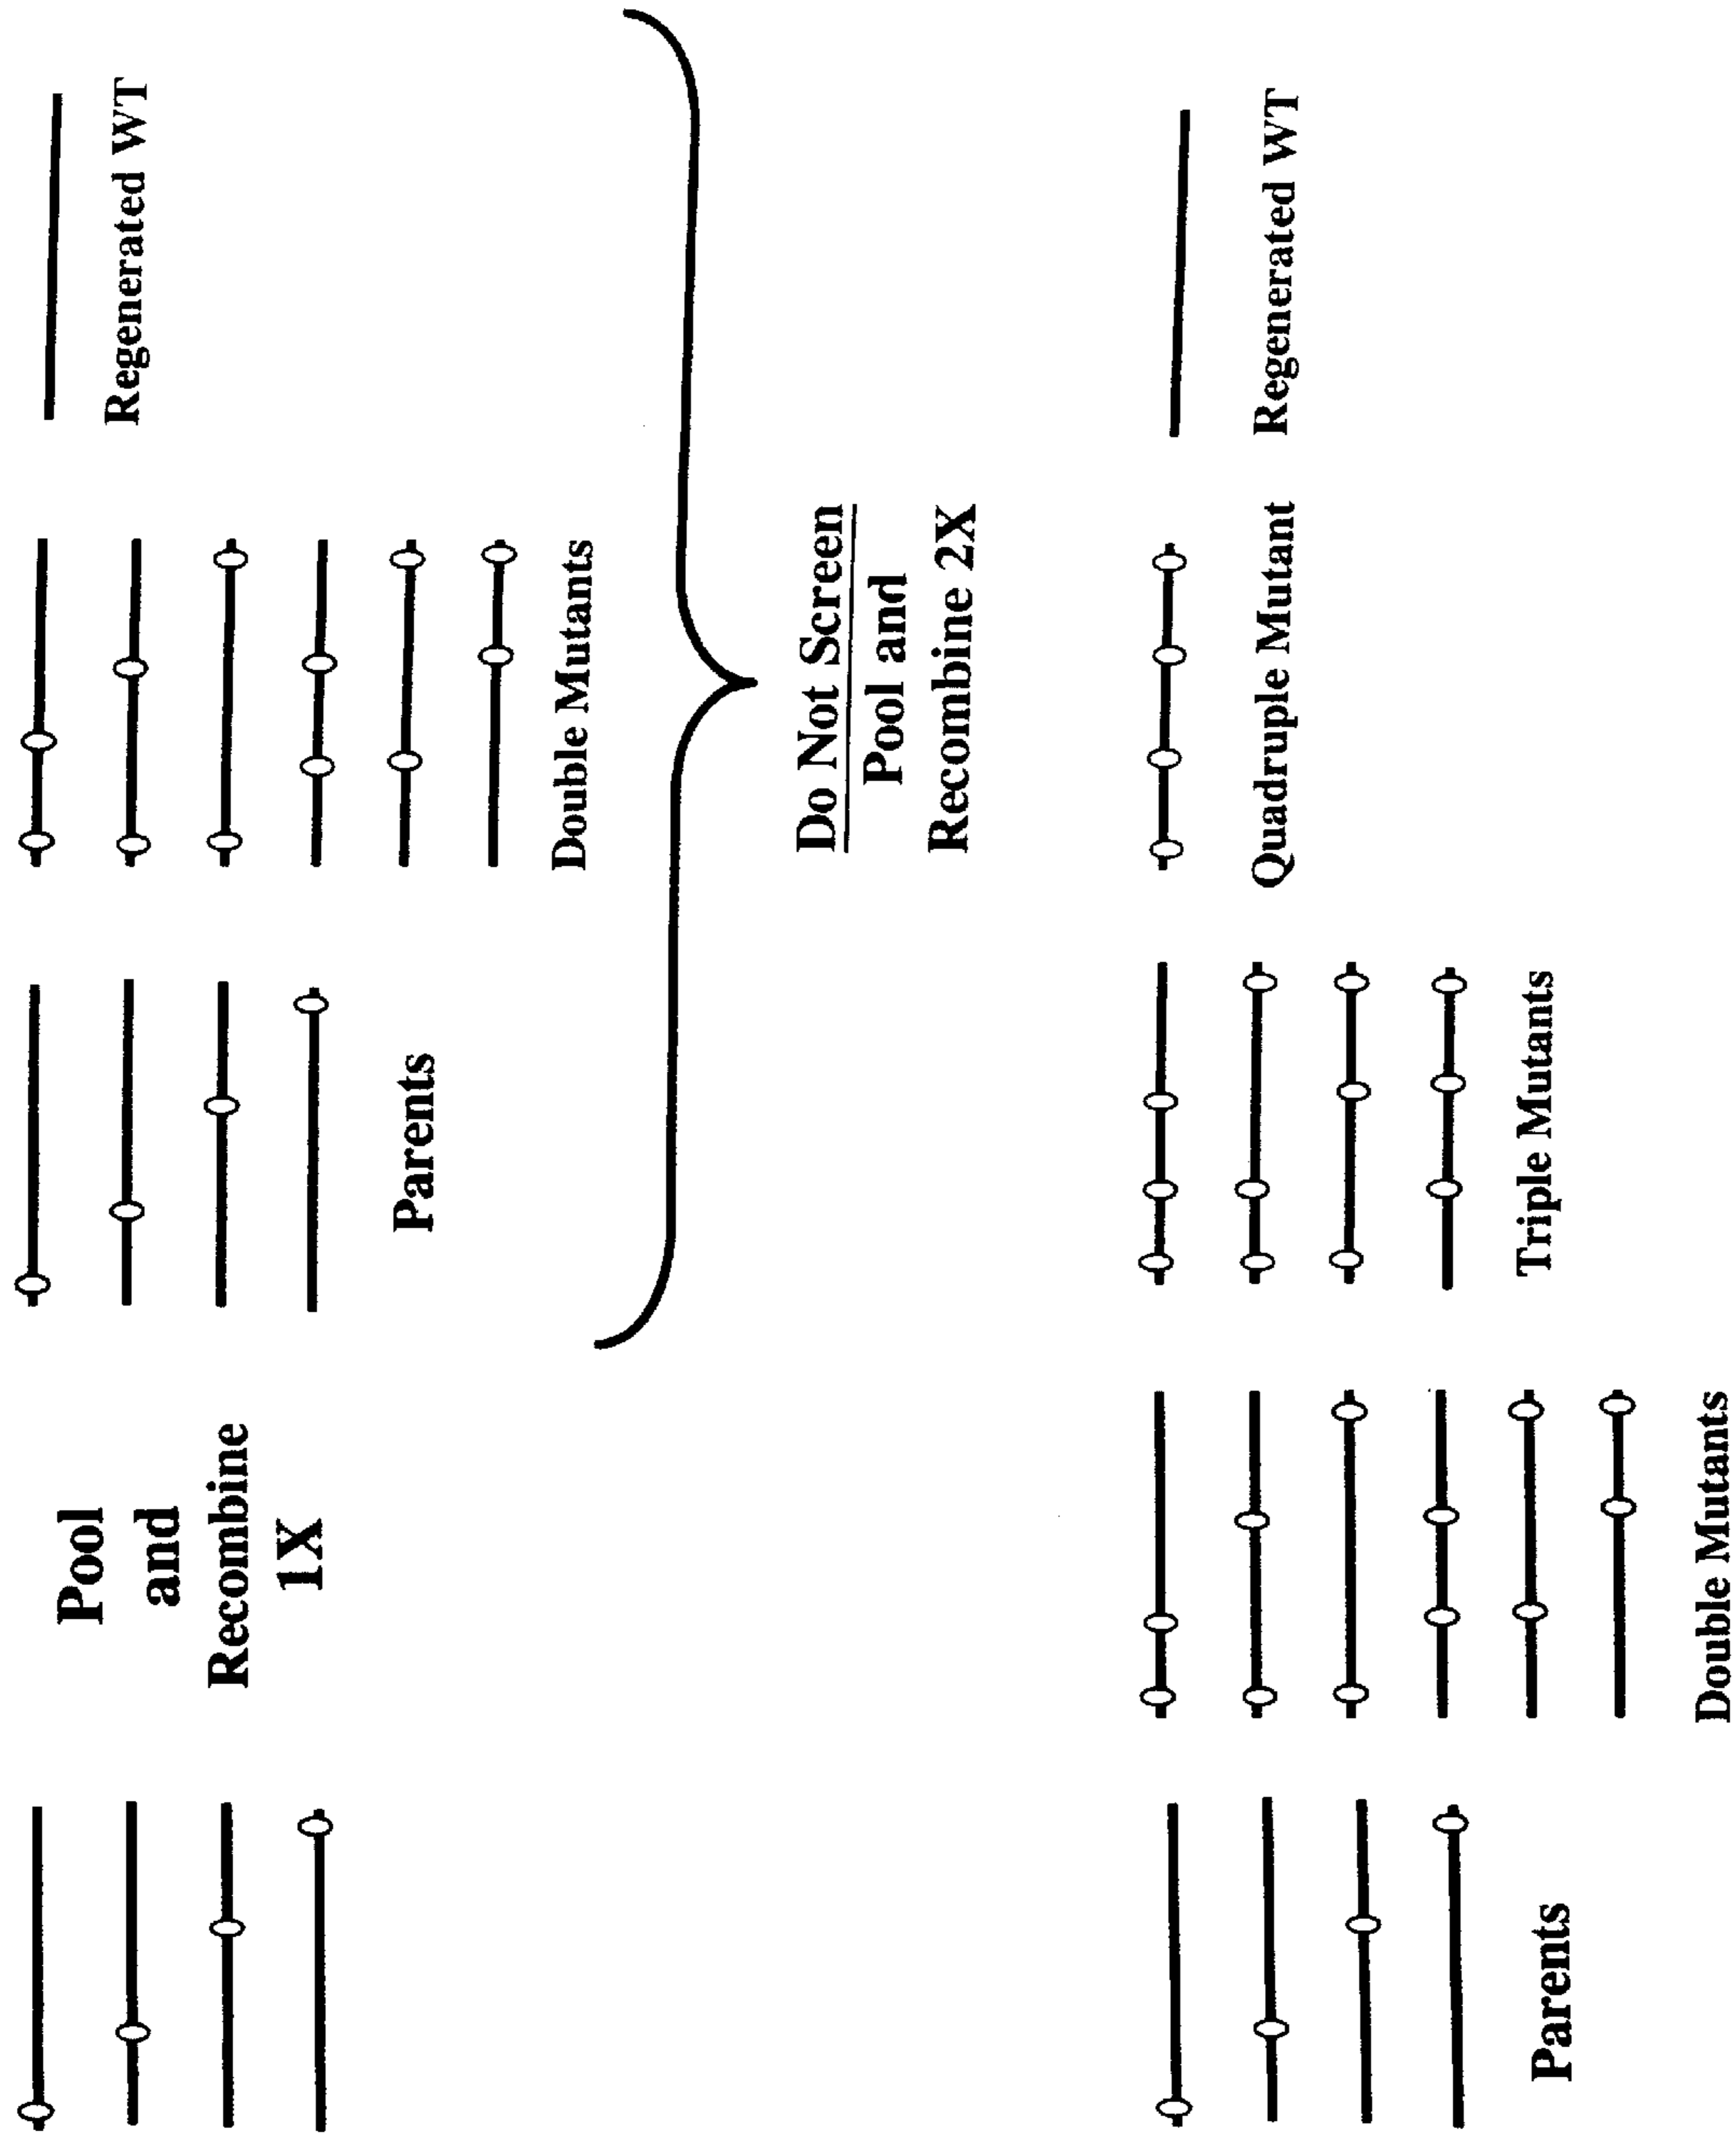 Pool
and
Recombine
1X
Parents
Double Mutants
Regenerated WT
Do Not Screen
Pool and
Recombine 2X
Parents
Double Mutants
Triple Mutants
Quadruple Mutant
Regenerated WT